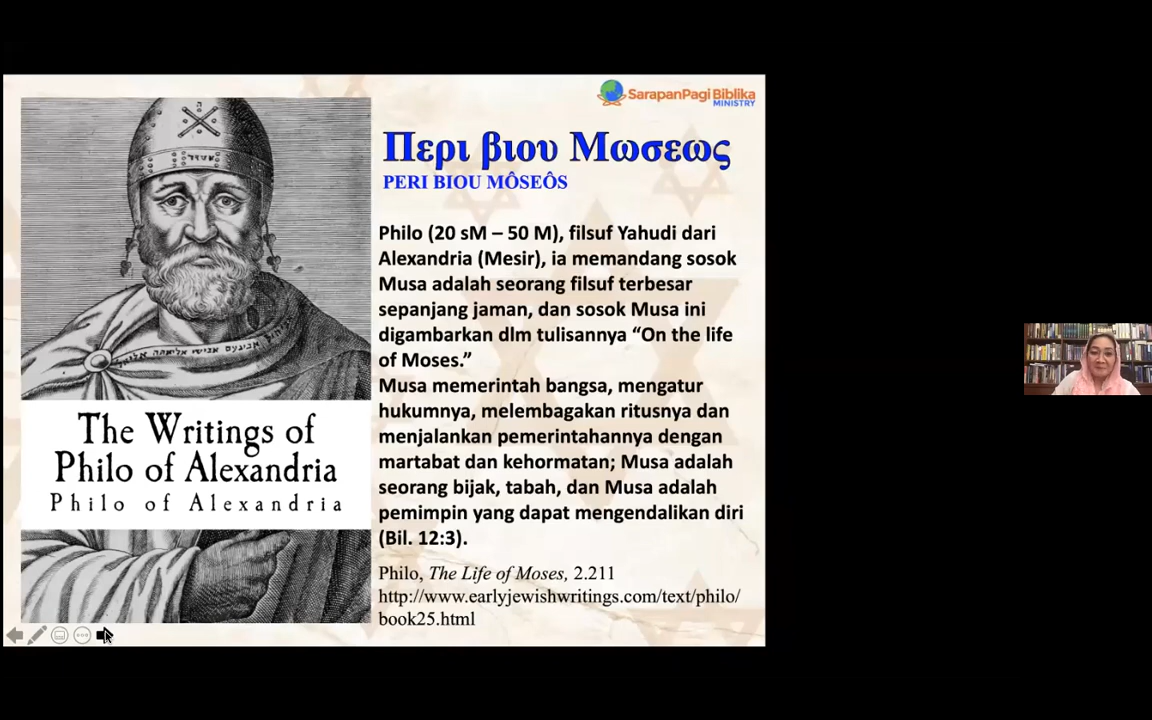 SarapanPagi Biblika
MINISTRY
Περι βιου Μωσεως
PERI BIOU MÔSEÔS
Philo (20 sM – 50 M), filsuf Yahudi dari
Alexandria (Mesir), ia memandang sosok
Musa adalah seorang filsuf terbesar
sepanjang jaman, dan sosok Musa ini
digambarkan dlm tulisannya “On the life
of Moses.”
Musa memerintah bangsa, mengatur
hukumnya, melembagakan ritusnya dan
menjalankan pemerintahannya dengan
martabat dan kehormatan; Musa adalah
seorang bijak, tabah, dan Musa adalah
pemimpin yang dapat mengendalikan diri
(Bil. 12:3).
Philo, The Life of Moses, 2.211
http://www.earlyjewishwritings.com/text/philo/
book25.html
The Writings of
Philo of Alexandria
Philo of Alexandria